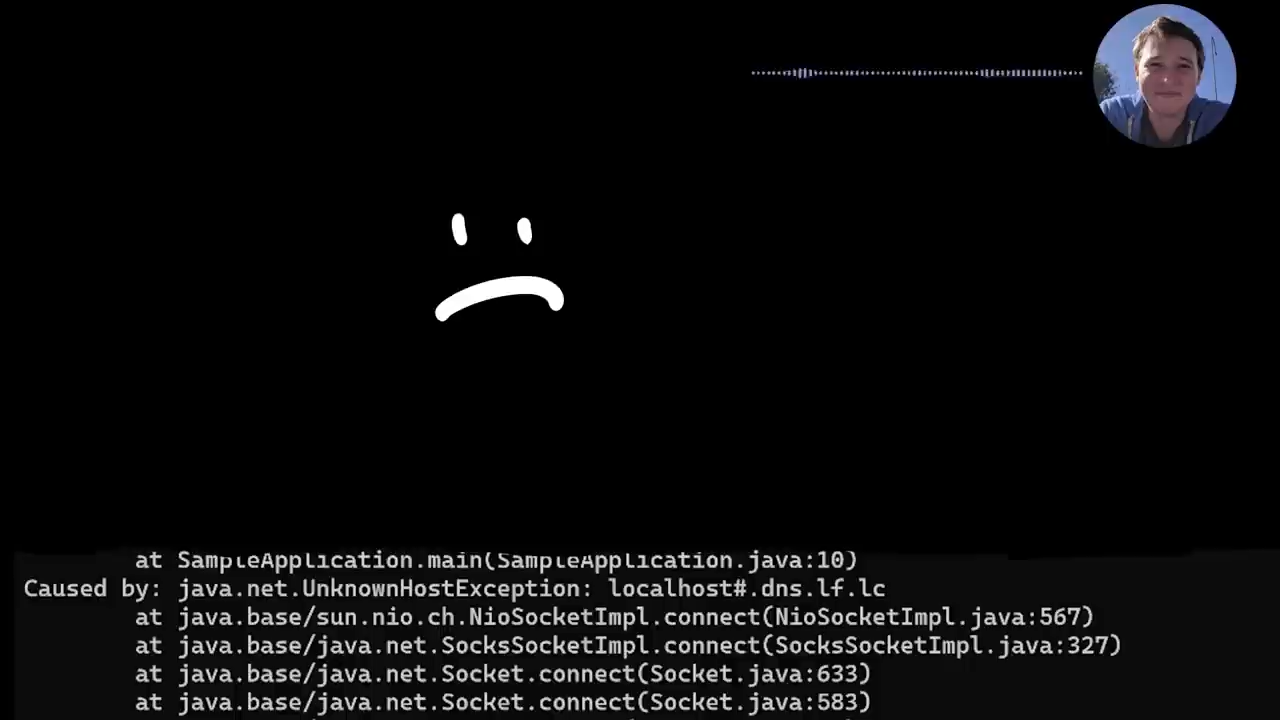 at SampleApplication.main(SampleApplication.java:10)
Caused by: java.net.UnknownHostException: localhost#.dns.lf.lc
at java.base/sun.nio.ch.NioSocketImpl.connect(NioSocketImpl.java:567)
at java.base/java.net.SocksSocketImpl.connect(SocksSocketImpl.java:327)
at java.base/java.net.Socket.connect(Socket.java:633)
at java.base/java.net.Socket.connect(Socket.java:583)